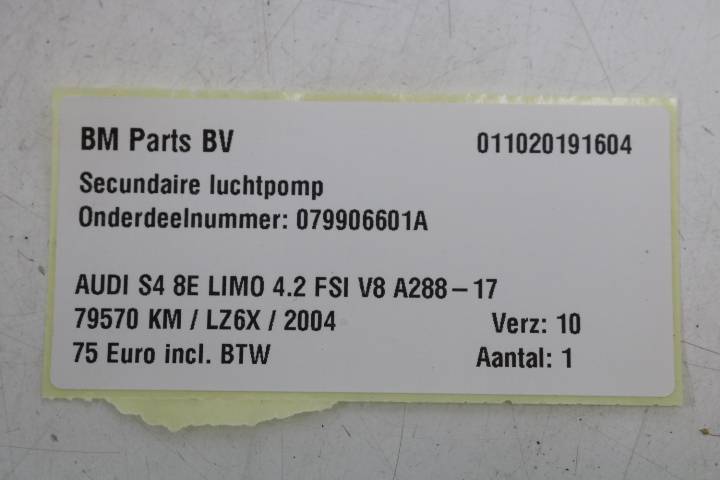 BM Parts BV 011020191604
Secundaire luchtpomp
Onderdeelnummer: 079906601A
AUDI S4 8E LIMO 4.2 FSI V8 A288-17
79570 KM / LZ6X / 2004 Verz: 10
75 Euro incl. BTW Aantal: 1